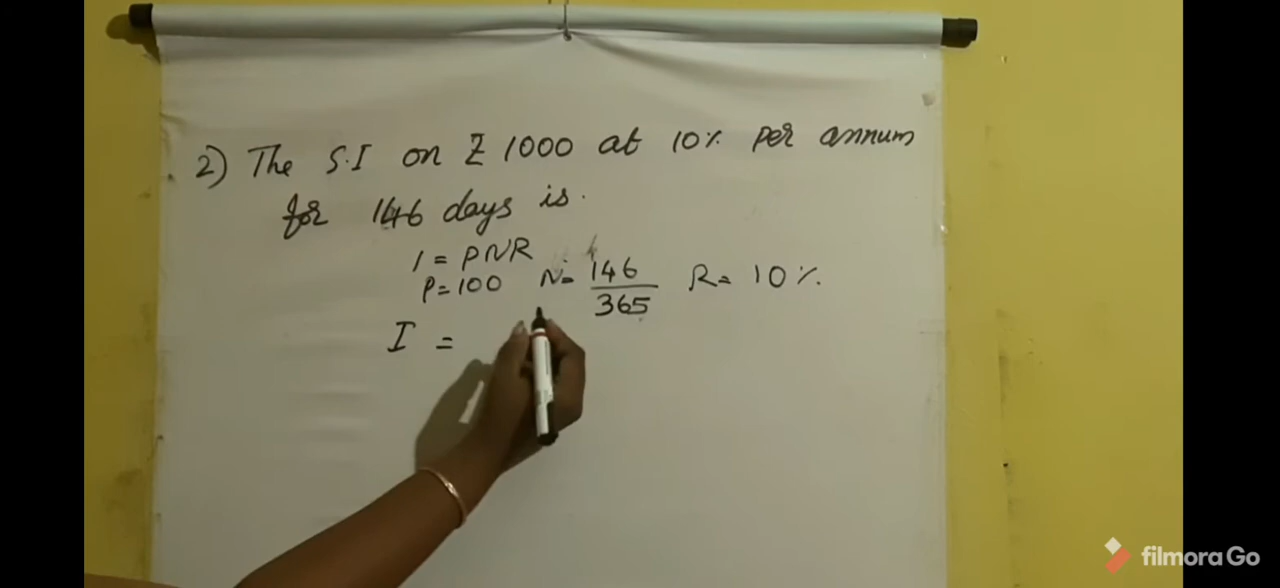 2) The S.I on ₹ 1000 at 10% per annum
for 146 days is.
I = PNR
P=100 N= 146/365 R= 10%
I =
filmora Go